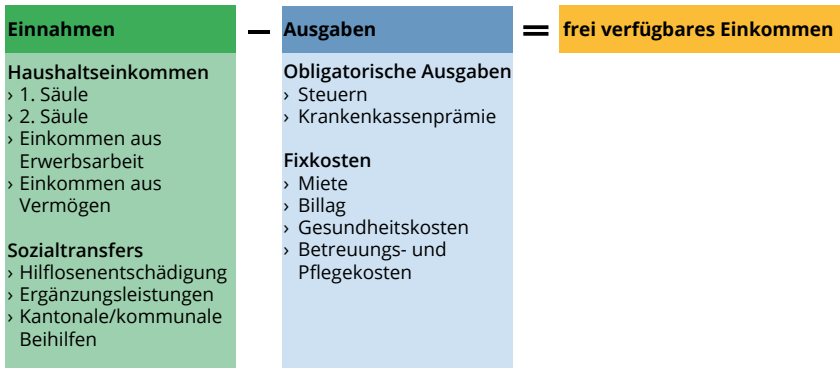 Einnahmen
Haushaltseinkommen
› 1. Säule
› 2. Säule
› Einkommen aus
Erwerbsarbeit
› Einkommen aus
Vermögen
Sozialtransfers
› Hilflosenentschädigung
› Ergänzungsleistungen
› Kantonale/kommunale
Beihilfen
–
Ausgaben
Obligatorische Ausgaben
› Steuern
› Krankenkassenprämie
Fixkosten
› Miete
› Billag
› Gesundheitskosten
› Betreuungs- und
Pflegekosten
=
frei verfügbares Einkommen